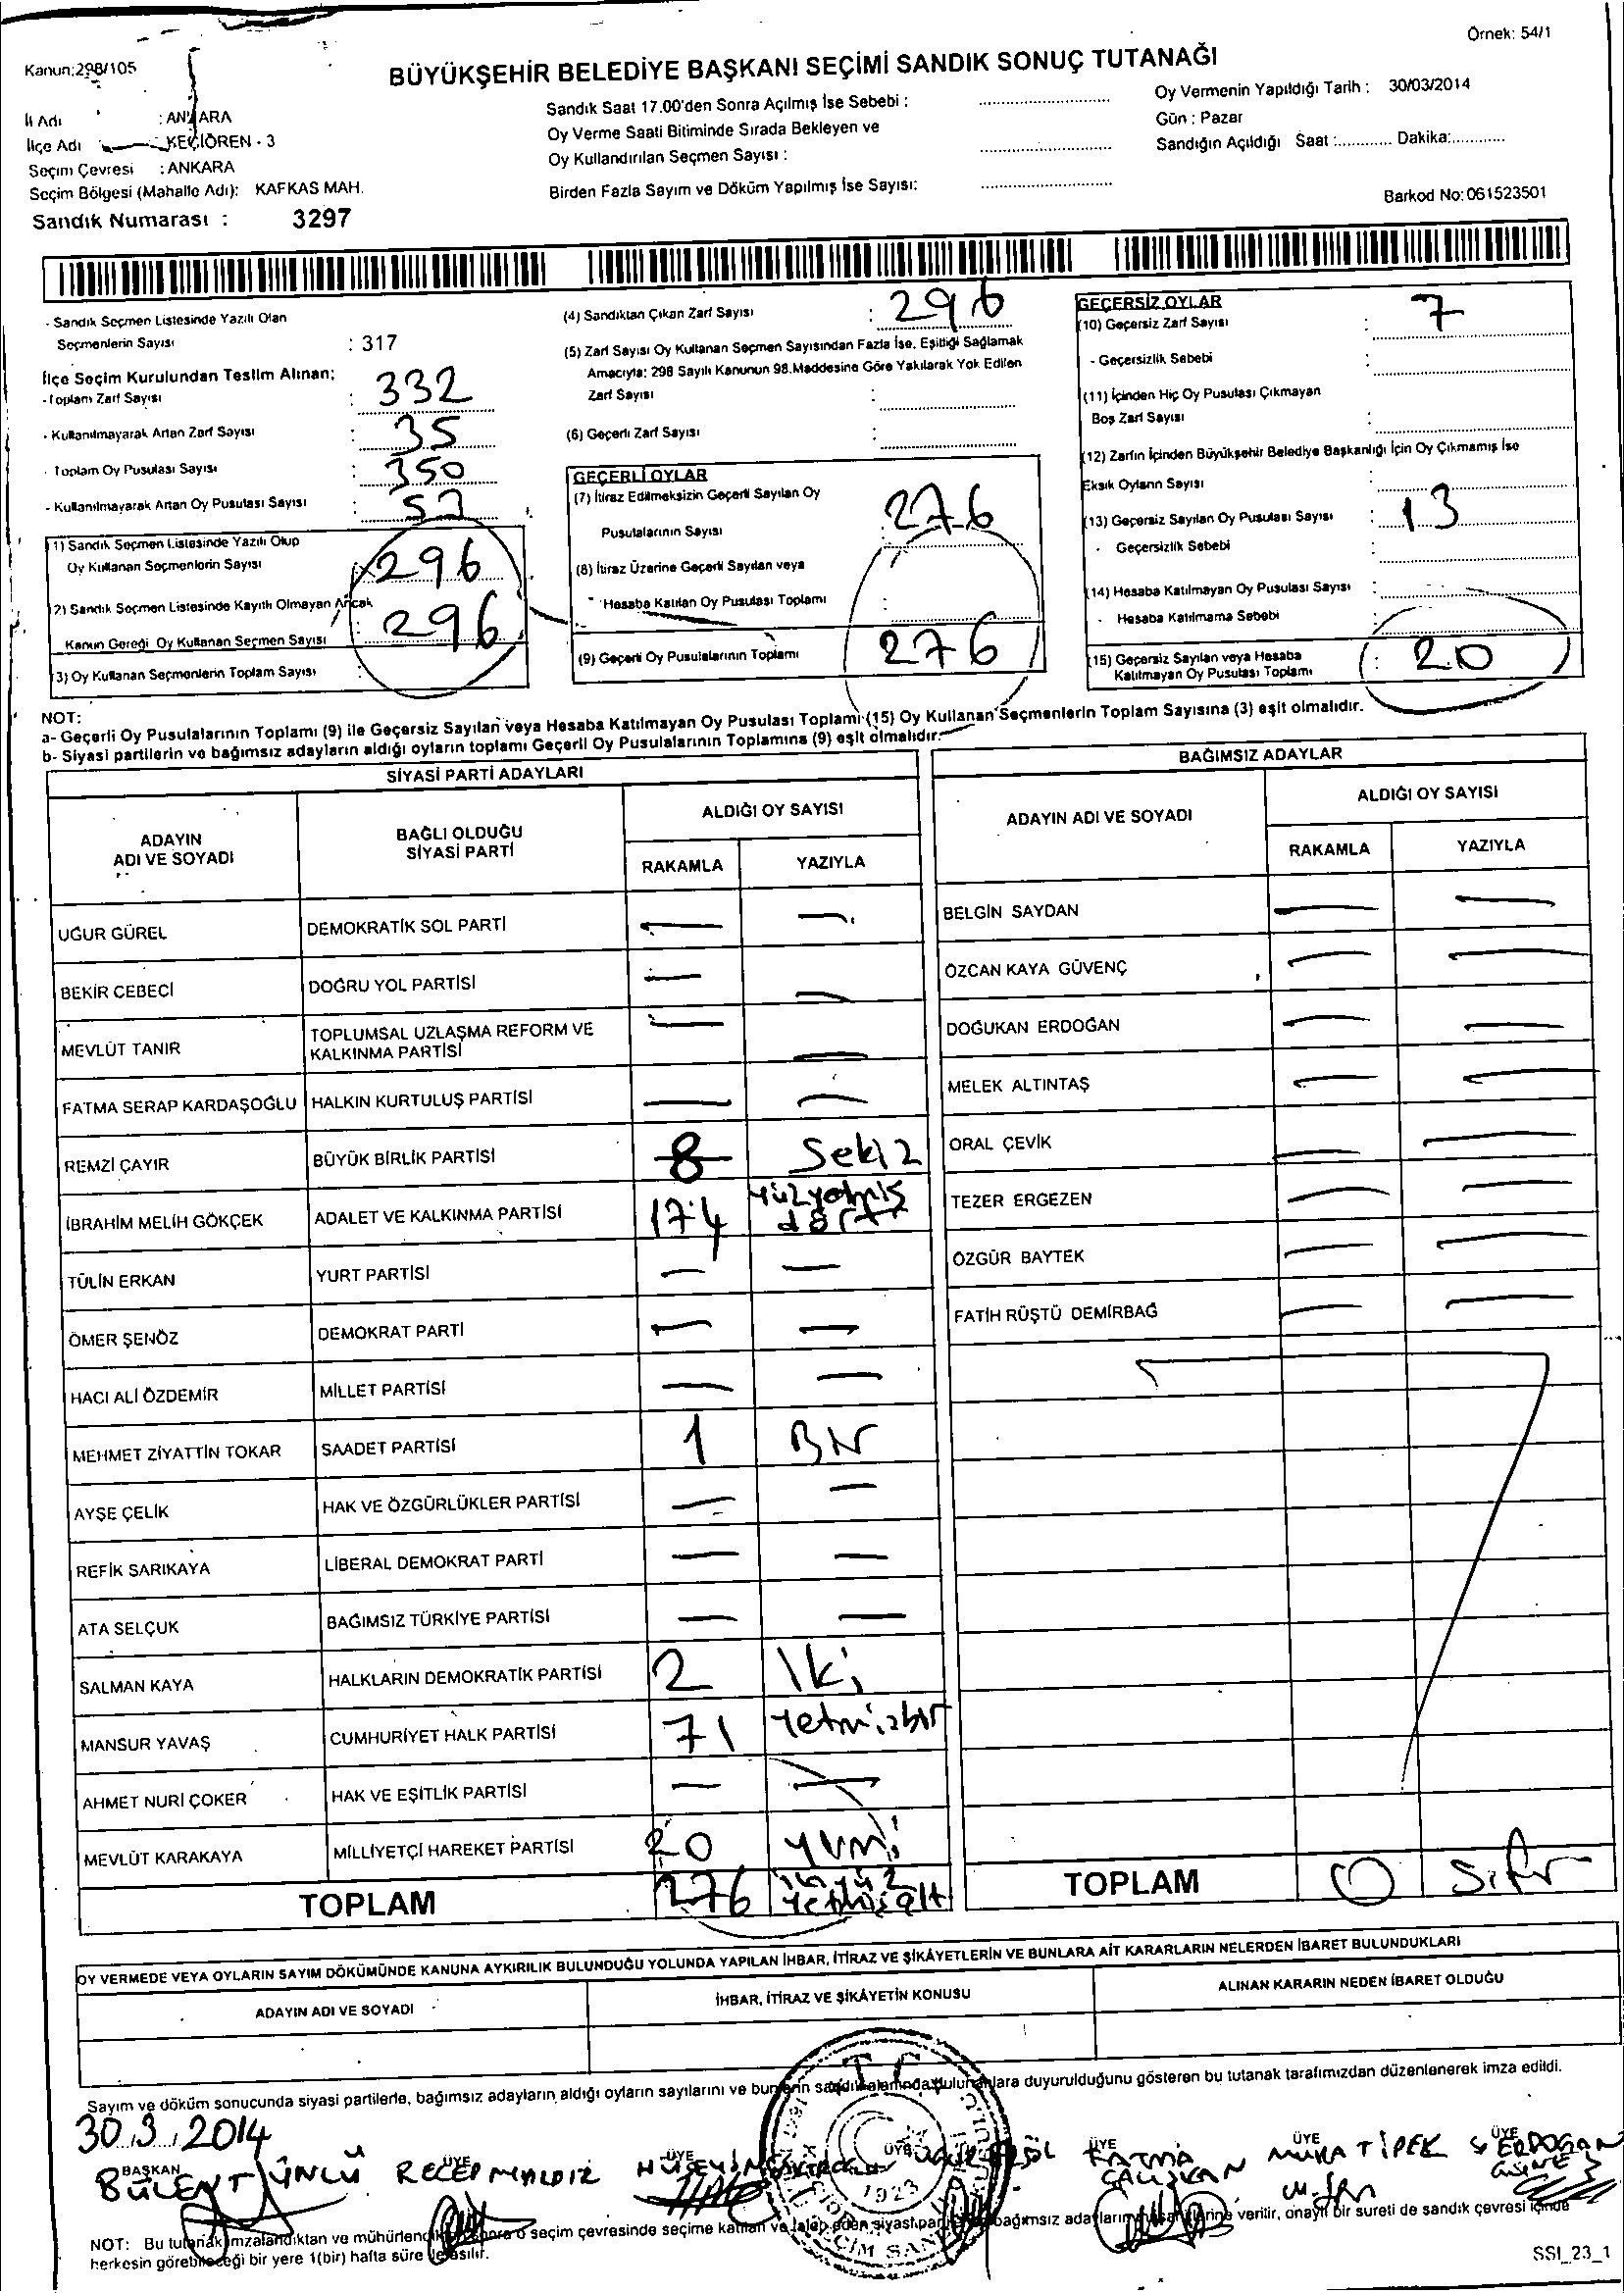 Örnek: 54/1
Kanun:298/105
BÜYÜKŞEHİR BELEDİYE BAŞKANI SEÇİMİ SANDIK SONUÇ TUTANAĞI
İl Adı : ANKARA
İlçe Adı KEÇİÖREN - 3
Seçim Çevresi : ANKARA
Seçim Bölgesi (Mahalle Adı): KAFKAS MAH.
Sandık Numarası : 3297
Sandık Saat 17.00'den Sonra Açılmış İse Sebebi :
Oy Verme Saati Bitiminde Sırada Bekleyen ve
Oy Kullandırılan Seçmen Sayısı :
Birden Fazla Sayım ve Döküm Yapılmış İse Sayısı:
Oy Vermenin Yapıldığı Tarih : 30/03/2014
Gün : Pazar
Sandığın Açıldığı Saat :............ Dakika:............
Barkod No: 061523501
- Sandık Seçmen Listesinde Yazılı Olan
Seçmenlerin Sayısı : 317
İlçe Seçim Kurulundan Teslim Alınan;
- Toplam Zarf Sayısı : 332
- Kullanılmayarak Artan Zarf Sayısı : 35
- Toplam Oy Pusulası Sayısı : 350
- Kullanılmayarak Artan Oy Pusulası Sayısı :
(1) Sandık Seçmen Listesinde Yazılı Olup
Oy Kullanan Seçmenlerin Sayısı 296
(2) Sandık Seçmen Listesinde Kayıtlı Olmayan Ancak
Kanun Gereği Oy Kullanan Seçmen Sayısı : 296
(3) Oy Kullanan Seçmenlerin Toplam Sayısı :
(4) Sandıktan Çıkan Zarf Sayısı : 296
(5) Zarf Sayısı Oy Kullanan Seçmen Sayısından Fazla İse, Eşitliği Sağlamak
Amacıyla; 298 Sayılı Kanunun 98.Maddesine Göre Yakılarak Yok Edilen
Zarf Sayısı :
(6) Geçerli Zarf Sayısı :
GEÇERLİ OYLAR
(7) İtiraz Edilmeksizin Geçerli Sayılan Oy
Pusulalarının Sayısı : 276
(8) İtiraz Üzerine Geçerli Sayılan veya
Hesaba Katılan Oy Pusulası Toplamı :
(9) Geçerli Oy Pusulalarının Toplamı 276
GEÇERSİZ OYLAR
(10) Geçersiz Zarf Sayısı : 7
- Geçersizlik Sebebi :
(11) İçinden Hiç Oy Pusulası Çıkmayan
Boş Zarf Sayısı :
(12) Zarfın İçinden Büyükşehir Belediye Başkanlığı İçin Oy Çıkmamış İse
Eksik Oyların Sayısı :
(13) Geçersiz Sayılan Oy Pusulası Sayısı : 13
- Geçersizlik Sebebi :
(14) Hesaba Katılmayan Oy Pusulası Sayısı :
- Hesaba Katılmama Sebebi :
(15) Geçersiz Sayılan veya Hesaba
Katılmayan Oy Pusulası Toplamı : 20
NOT:
a- Geçerli Oy Pusulalarının Toplamı (9) ile Geçersiz Sayılan veya Hesaba Katılmayan Oy Pusulası Toplamı (15) Oy Kullanan Seçmenlerin Toplam Sayısına (3) eşit olmalıdır.
b- Siyasi partilerin ve bağımsız adayların aldığı oyların toplamı Geçerli Oy Pusulalarının Toplamına (9) eşit olmalıdır.
SİYASİ PARTİ ADAYLARI
ADAYIN ADI VE SOYADI
BAĞLI OLDUĞU SİYASİ PARTİ
ALDIĞI OY SAYISI
RAKAMLA YAZIYLA
UĞUR GÜREL DEMOKRATİK SOL PARTİ — —
BEKİR CEBECİ DOĞRU YOL PARTİSİ — —
MEVLÜT TANIR TOPLUMSAL UZLAŞMA REFORM VE KALKINMA PARTİSİ — —
FATMA SERAP KARDAŞOĞLU HALKIN KURTULUŞ PARTİSİ — —
REMZİ ÇAYIR BÜYÜK BİRLİK PARTİSİ 8 Sekiz
İBRAHİM MELİH GÖKÇEK ADALET VE KALKINMA PARTİSİ 174 Yüzyetmiş dört
TÜLİN ERKAN YURT PARTİSİ — —
ÖMER ŞENÖZ DEMOKRAT PARTİ — —
HACI ALİ ÖZDEMİR MİLLET PARTİSİ — —
MEHMET ZİYATTİN TOKAR SAADET PARTİSİ 1 Bir
AYŞE ÇELİK HAK VE ÖZGÜRLÜKLER PARTİSİ — —
REFİK SARIKAYA LİBERAL DEMOKRAT PARTİ — —
ATA SELÇUK BAĞIMSIZ TÜRKİYE PARTİSİ — —
SALMAN KAYA HALKLARIN DEMOKRATİK PARTİSİ 2 İki
MANSUR YAVAŞ CUMHURİYET HALK PARTİSİ 71 Yetmişbir
AHMET NURİ ÇOKER HAK VE EŞİTLİK PARTİSİ — —
MEVLÜT KARAKAYA MİLLİYETÇİ HAREKET PARTİSİ 20 Yirmi
TOPLAM 276 ikiyüz yetmişaltı
BAĞIMSIZ ADAYLAR
ADAYIN ADI VE SOYADI
ALDIĞI OY SAYISI
RAKAMLA YAZIYLA
BELGİN SAYDAN — —
ÖZCAN KAYA GÜVENÇ — —
DOĞUKAN ERDOĞAN — —
MELEK ALTINTAŞ — —
ORAL ÇEVİK — —
TEZER ERGEZEN — —
ÖZGÜR BAYTEK — —
FATİH RÜŞTÜ DEMİRBAĞ — —
TOPLAM 0 Sıfır
OY VERMEDE VEYA OYLARIN SAYIM DÖKÜMÜNDE KANUNA AYKIRILIK BULUNDUĞU YOLUNDA YAPILAN İHBAR, İTİRAZ VE ŞİKÂYETLERİN VE BUNLARA AİT KARARLARIN NELERDEN İBARET BULUNDUKLARI
ADAYIN ADI VE SOYADI
İHBAR, İTİRAZ VE ŞİKÂYETİN KONUSU
ALINAN KARARIN NEDEN İBARET OLDUĞU
Sayım ve döküm sonucunda siyasi partilerle, bağımsız adayların aldığı oyların sayılarını ve bunların sandık alanında bulunanlara duyurulduğunu gösteren bu tutanak tarafımızdan düzenlenerek imza edildi.
30.3.2014
T.C.
1923
BAŞKAN ÜYE ÜYE ÜYE ÜYE ÜYE ÜYE
BÜLENT ÜNLÜ RECEP HÜSEYİN FATMA ÇALIŞKAN ERDOĞAN
NOT: Bu tutanak imzalandıktan ve mühürlendikten sonra o seçim çevresinde seçime katılan ve talep eden siyasi parti bağımsız adayların verilir, onaylı bir sureti de sandık çevresi içinde
herkesin görebileceği bir yere 1(bir) hafta süre ile asılır.
SSI_23_1